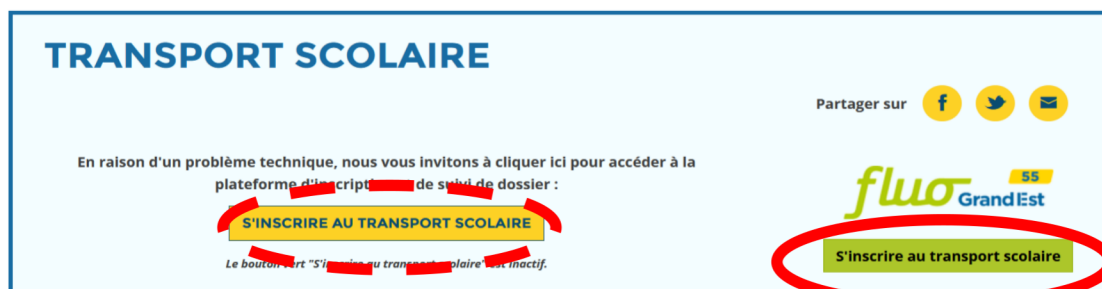 TRANSPORT SCOLAIRE
Partager sur
En raison d'un problème technique, nous vous invitons à cliquer ici pour accéder à la
plateforme d'inscription de suivi de dossier :
S'INSCRIRE AU TRANSPORT SCOLAIRE
Le bouton vert "S'inscrire au transport scolaire" est inactif.
fluo 55
Grand Est
S'inscrire au transport scolaire